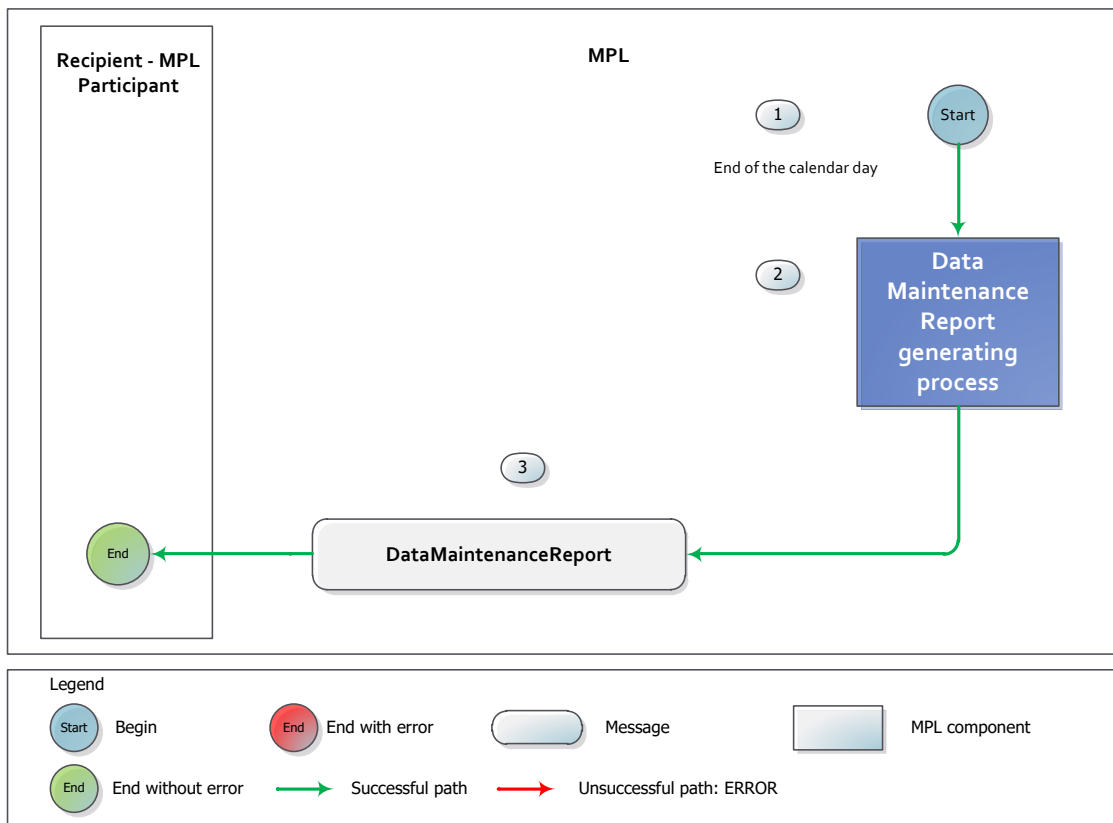 Recipient - MPL
Participant
MPL
1
Start
End of the calendar day
2
Data
Maintenance
Report
generating
process
3
End
DataMaintenanceReport
Legend
Start
Begin
End
End with error
Message
MPL component
End
End without error
Successful path
Unsuccessful path: ERROR